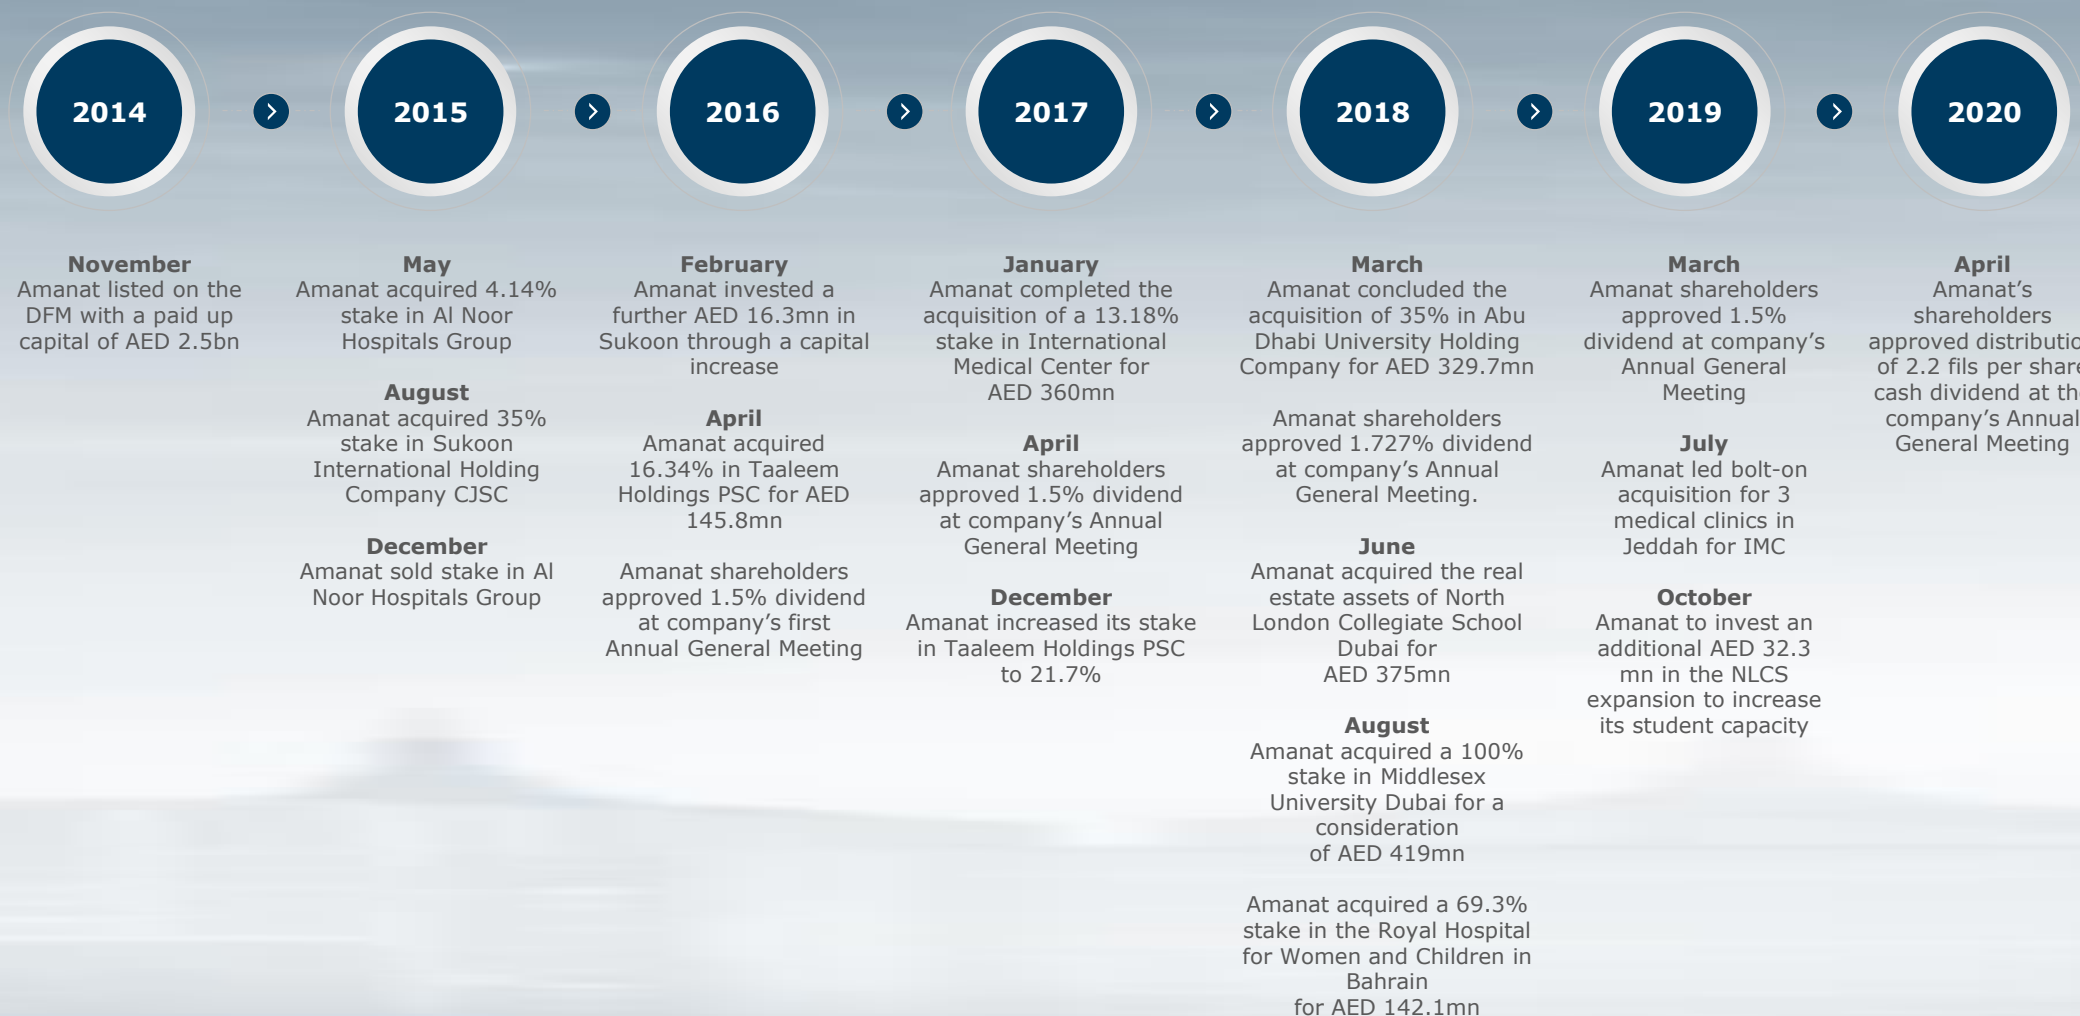 2014
2015
2016
2017
2018
2019
2020
November
Amanat listed on the
DFM with a paid up
capital of AED 2.5bn
May
Amanat acquired 4.14%
stake in Al Noor
Hospitals Group
August
Amanat acquired 35%
stake in Sukoon
International Holding
Company CJSC
December
Amanat sold stake in Al
Noor Hospitals Group
February
Amanat invested a
further AED 16.3mn in
Sukoon through a capital
increase
April
Amanat acquired
16.34% in Taaleem
Holdings PSC for AED
145.8mn
Amanat shareholders
approved 1.5% dividend
at company’s first
Annual General Meeting
January
Amanat completed the
acquisition of a 13.18%
stake in International
Medical Center for
AED 360mn
April
Amanat shareholders
approved 1.5% dividend
at company’s Annual
General Meeting
December
Amanat increased its stake
in Taaleem Holdings PSC
to 21.7%
March
Amanat concluded the
acquisition of 35% in Abu
Dhabi University Holding
Company for AED 329.7mn
Amanat shareholders
approved 1.727% dividend
at company’s Annual
General Meeting.
June
Amanat acquired the real
estate assets of North
London Collegiate School
Dubai for
AED 375mn
August
Amanat acquired a 100%
stake in Middlesex
University Dubai for a
consideration
of AED 419mn
Amanat acquired a 69.3%
stake in the Royal Hospital
for Women and Children in
Bahrain
for AED 142.1mn
March
Amanat shareholders
approved 1.5%
dividend at company’s
Annual General
Meeting
July
Amanat led bolt-on
acquisition for 3
medical clinics in
Jeddah for IMC
October
Amanat to invest an
additional AED 32.3
mn in the NLCS
expansion to increase
its student capacity
April
Amanat’s
shareholders
approved distributio
of 2.2 fils per share
cash dividend at th
company’s Annual
General Meeting